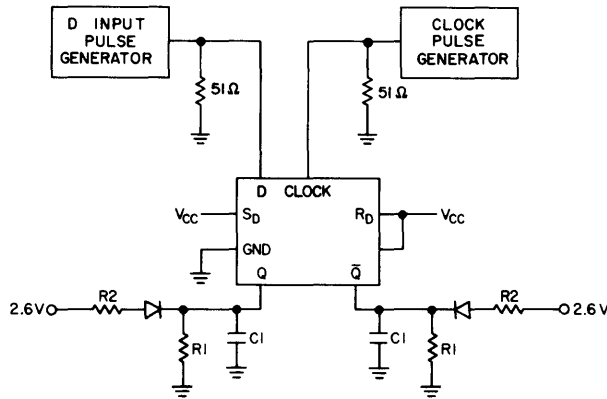 D INPUT
PULSE
GENERATOR
CLOCK
PULSE
GENERATOR
51Ω
51Ω
D CLOCK
VCC
SD
RD
VCC
GND
Q
Q̅
2.6V
R2
R2
2.6V
R1
C1
C1
R1